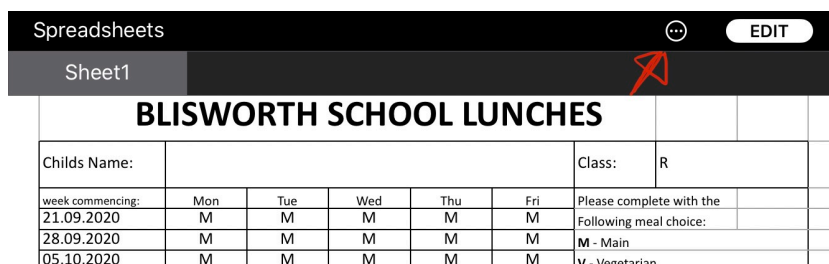 Spreadsheets EDIT
Sheet1
BLISWORTH SCHOOL LUNCHES
Childs Name: Class: R
week commencing: Mon Tue Wed Thu Fri Please complete with the
21.09.2020 M M M M M Following meal choice:
28.09.2020 M M M M M M - Main
05.10.2020 M M M M M V - Vegetarian